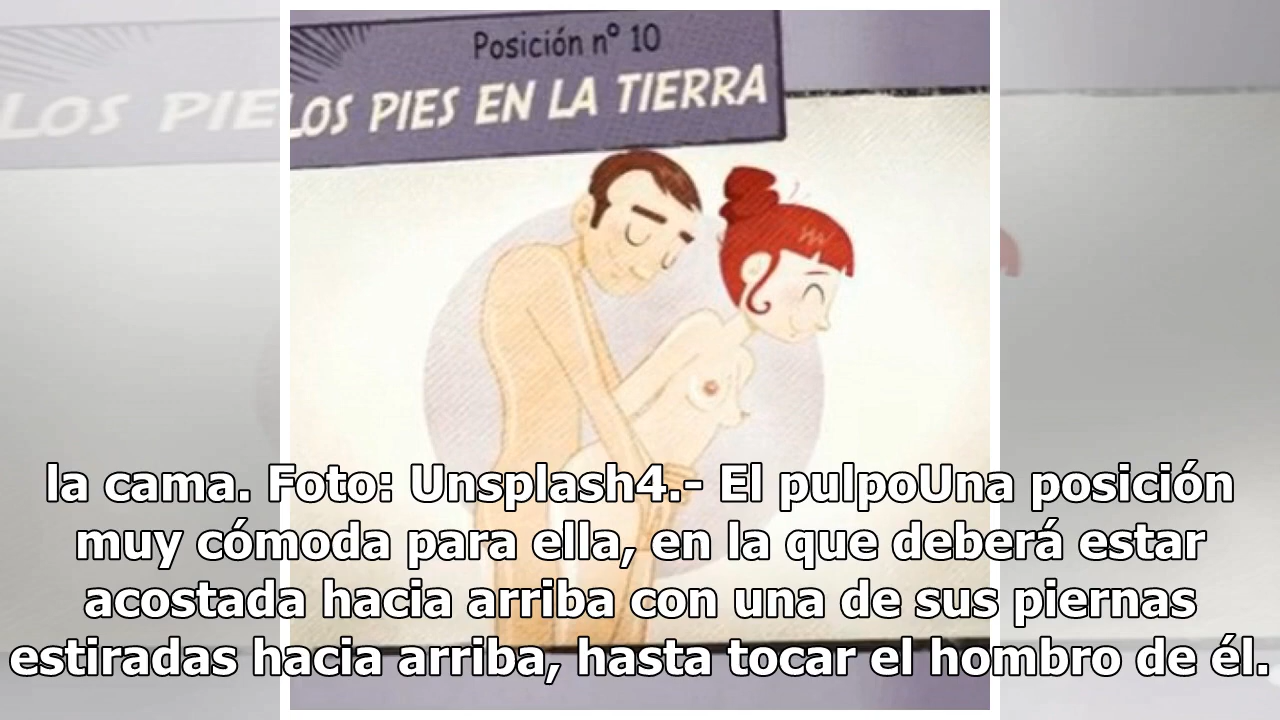 Posición nº 10
LOS PIE LOS PIES EN LA TIERRA
la cama. Foto: Unsplash4.- El pulpoUna posición
muy cómoda para ella, en la que deberá estar
acostada hacia arriba con una de sus piernas
estiradas hacia arriba, hasta tocar el hombro de él.